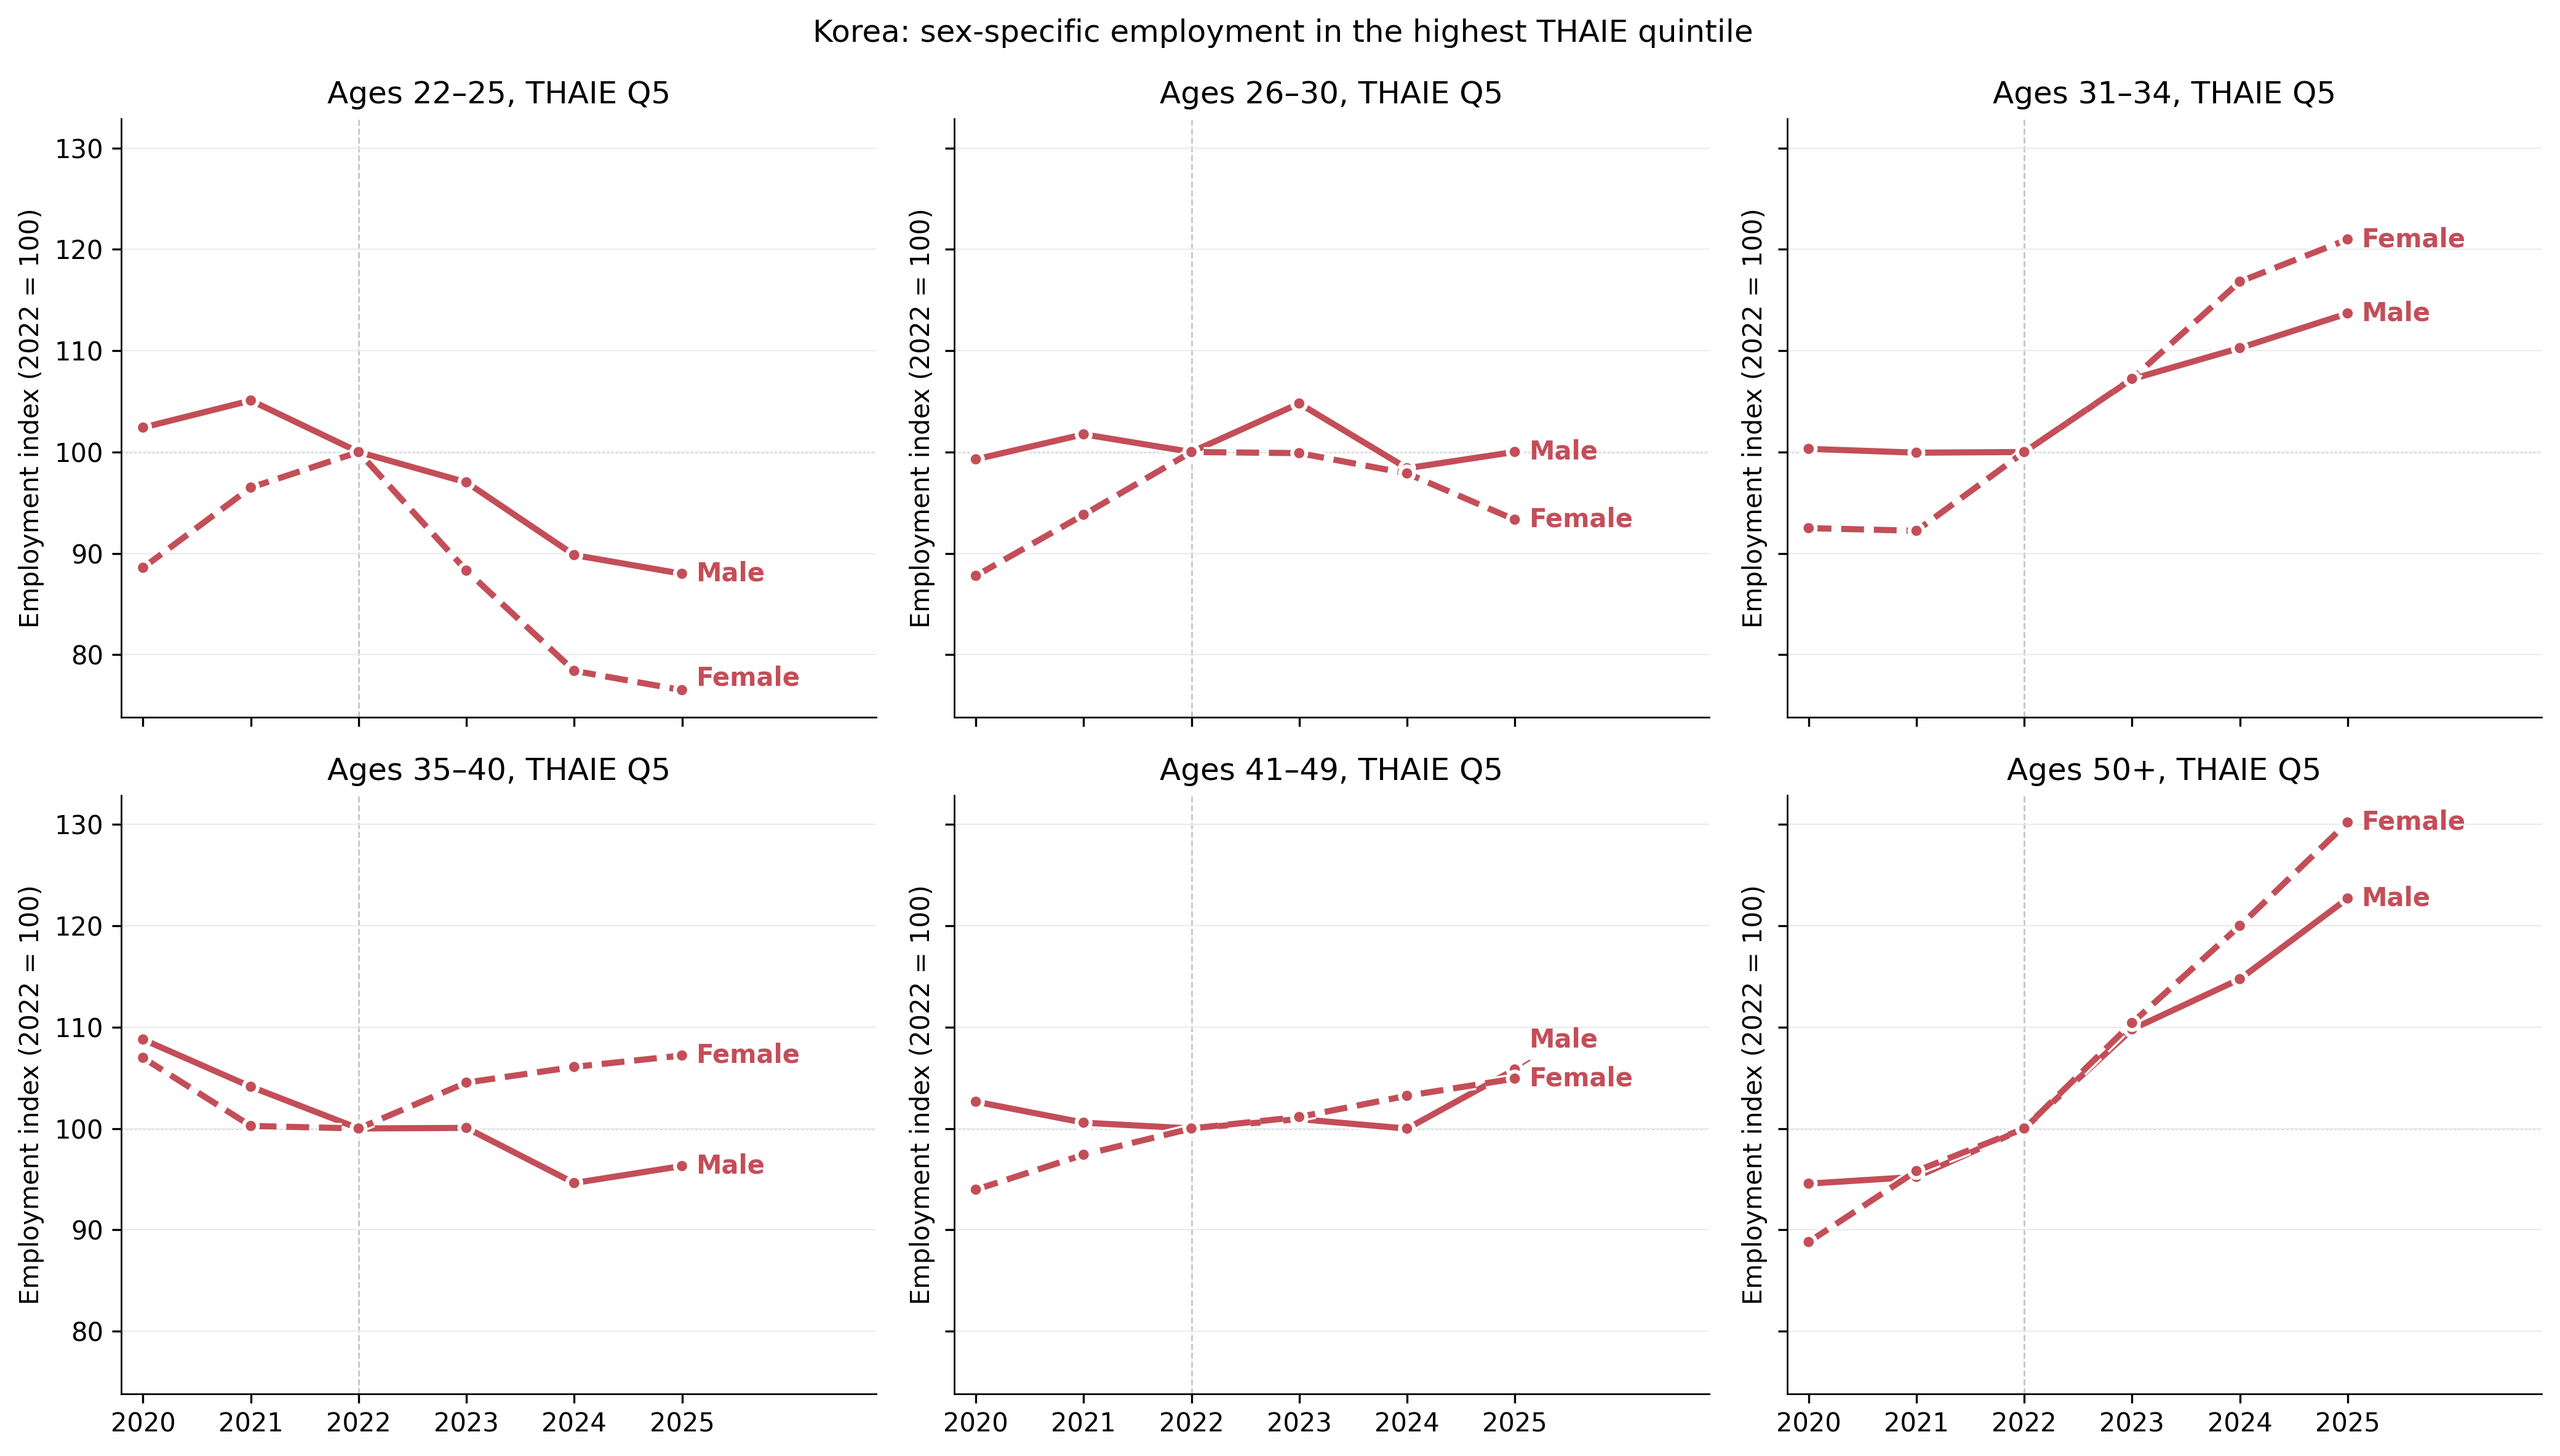 Korea: sex-specific employment in the highest THAIE quintile
Ages 22–25, THAIE Q5
Employment index (2022 = 100)
130
120
110
100
90
80
Male
Female
Ages 26–30, THAIE Q5
Employment index (2022 = 100)
Male
Female
Ages 31–34, THAIE Q5
Employment index (2022 = 100)
Female
Male
Ages 35–40, THAIE Q5
Employment index (2022 = 100)
130
120
110
100
90
80
Female
Male
2020 2021 2022 2023 2024 2025
Ages 41–49, THAIE Q5
Employment index (2022 = 100)
Male
Female
2020 2021 2022 2023 2024 2025
Ages 50+, THAIE Q5
Employment index (2022 = 100)
Female
Male
2020 2021 2022 2023 2024 2025